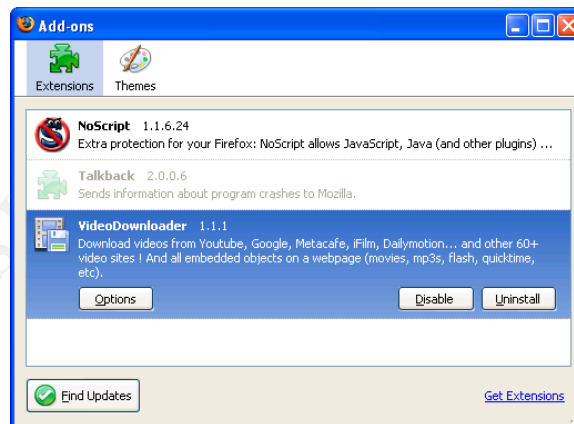 Add-ons
Extensions Themes
NoScript 1.1.6.24
Extra protection for your Firefox: NoScript allows JavaScript, Java (and other plugins) ...
Talkback 2.0.0.6
Sends information about program crashes to Mozilla.
VideoDownloader 1.1.1
Download videos from Youtube, Google, Metacafe, iFilm, Dailymotion... and other 60+
video sites ! And all embedded objects on a webpage (movies, mp3s, flash, quicktime,
etc).
Options Disable Uninstall
Find Updates Get Extensions